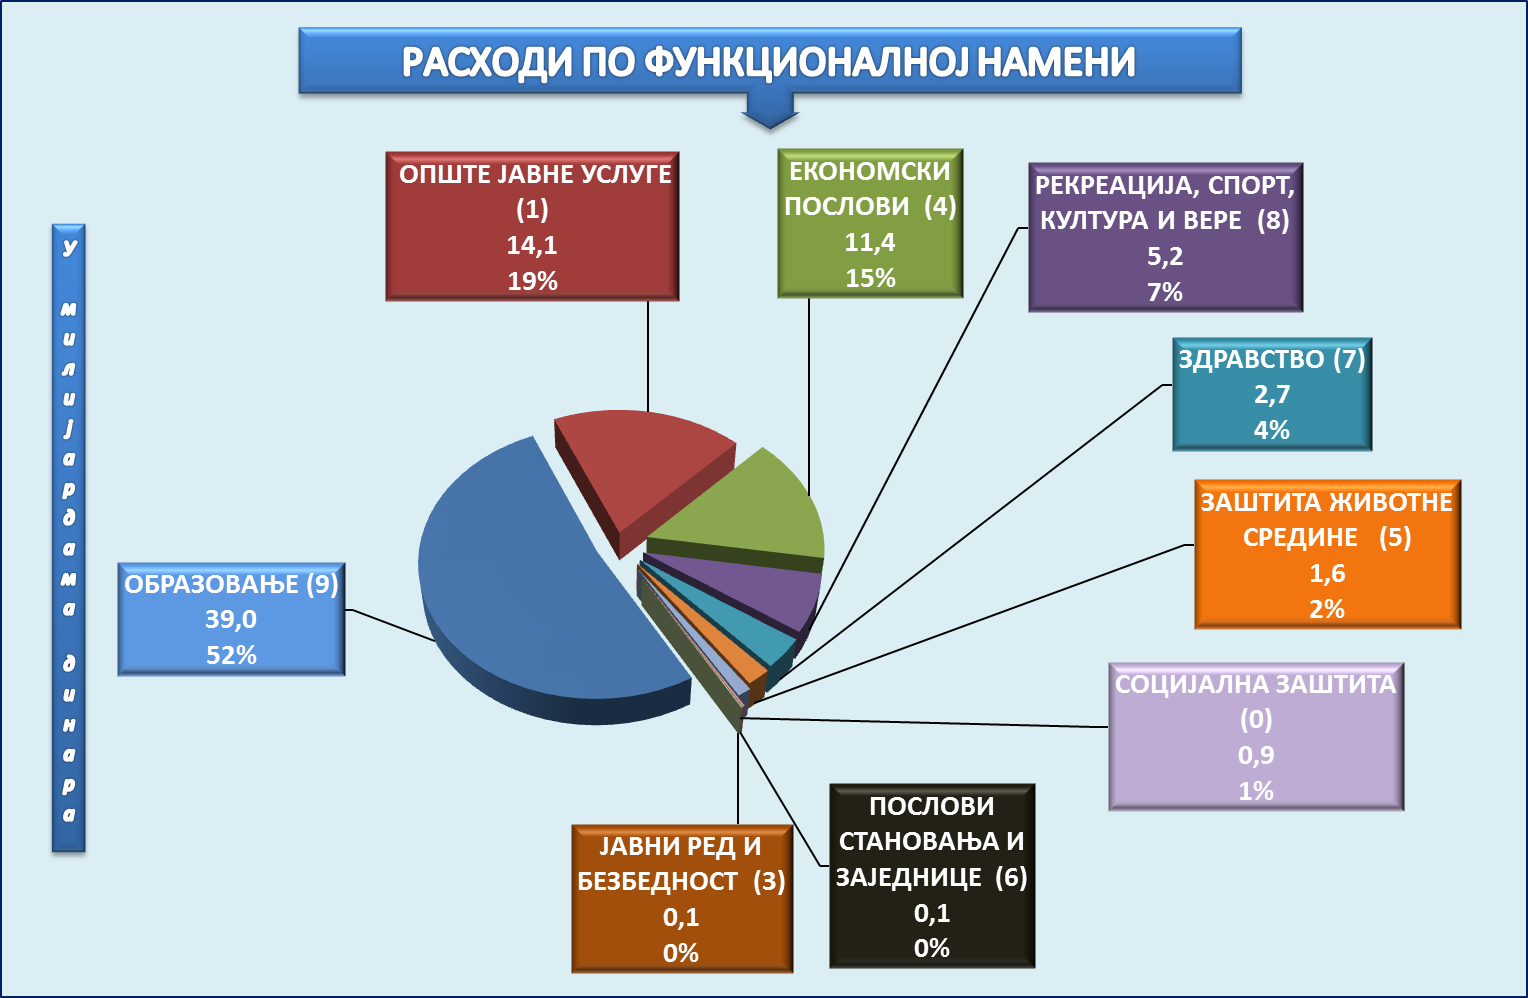 РАСХОДИ ПО ФУНКЦИОНАЛНОЈ НАМЕНИ
У милијардама динара
ОПШТЕ ЈАВНЕ УСЛУГЕ
(1)
14,1
19%
ЕКОНОМСКИ
ПОСЛОВИ (4)
11,4
15%
РЕКРЕАЦИЈА, СПОРТ,
КУЛТУРА И ВЕРЕ (8)
5,2
7%
ЗДРАВСТВО (7)
2,7
4%
ЗАШТИТА ЖИВОТНЕ
СРЕДИНЕ (5)
1,6
2%
ОБРАЗОВАЊЕ (9)
39,0
52%
СОЦИЈАЛНА ЗАШТИТА
(0)
0,9
1%
ПОСЛОВИ
СТАНОВАЊА И
ЗАЈЕДНИЦЕ (6)
0,1
0%
ЈАВНИ РЕД И
БЕЗБЕДНОСТ (3)
0,1
0%